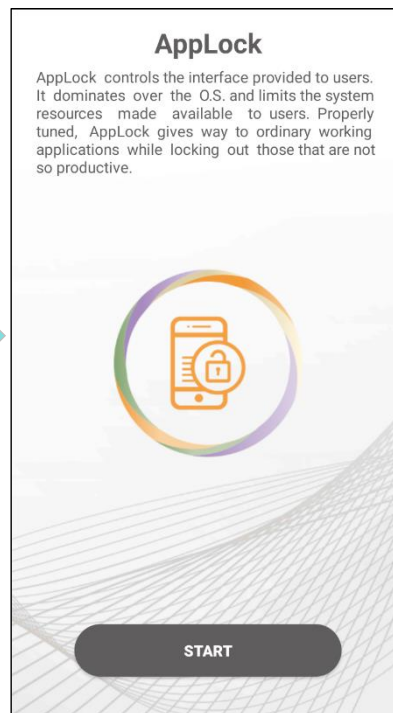 AppLock
AppLock controls the interface provided to users.
It dominates over the O.S. and limits the system
resources made available to users. Properly
tuned, AppLock gives way to ordinary working
applications while locking out those that are not
so productive.
START